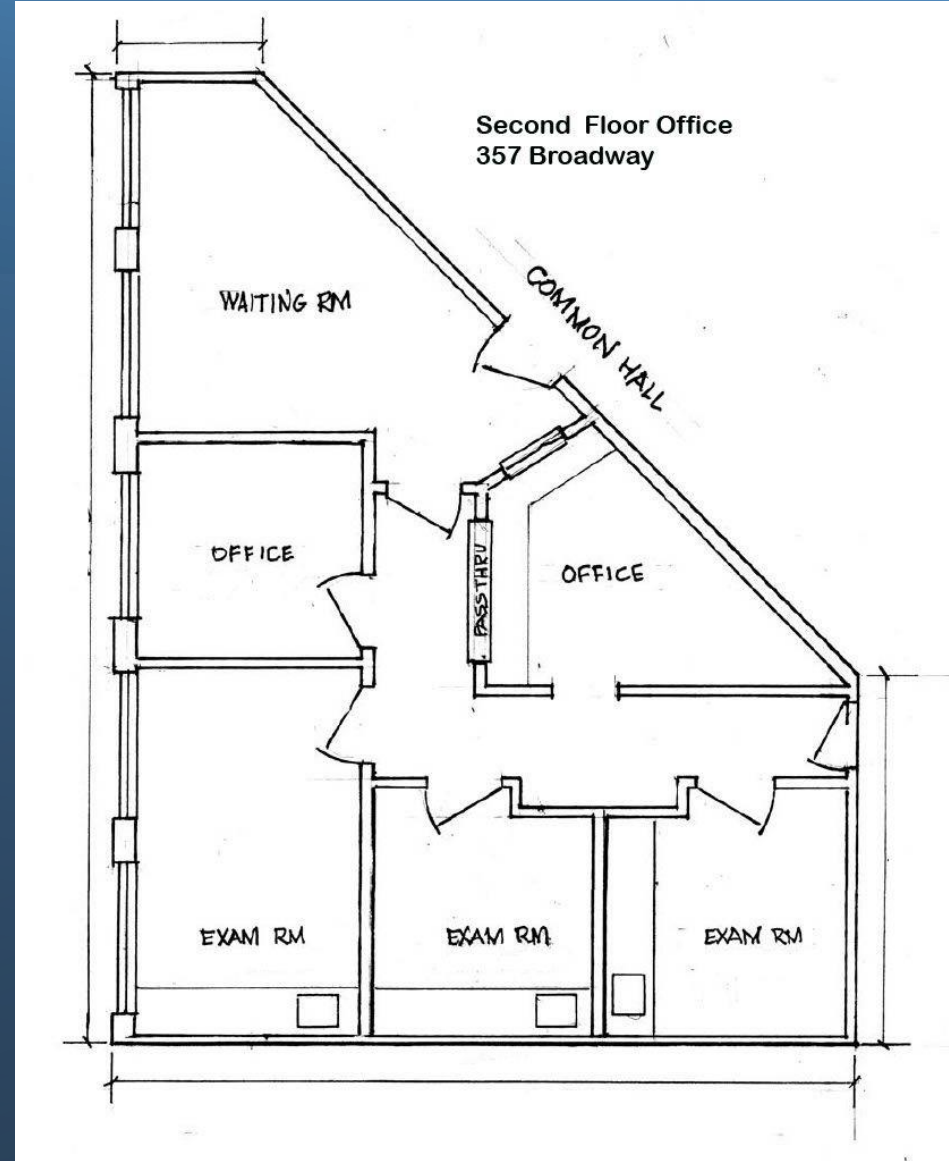 Second Floor Office
357 Broadway
COMMON HALL
WAITING RM
OFFICE
PASSTHRU
OFFICE
EXAM RM
EXAM RM
EXAM RM